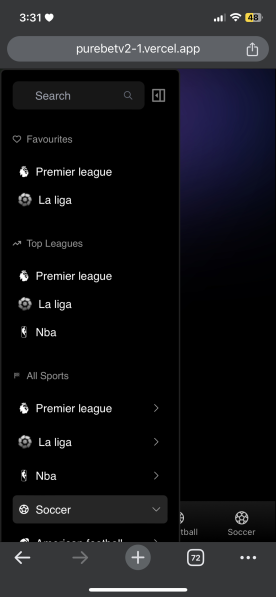 3:31
48
purebetv2-1.vercel.app
Search
Favourites
Premier league
La liga
Top Leagues
Premier league
La liga
Nba
All Sports
Premier league
La liga
Nba
Soccer
American football
tball
Soccer
72